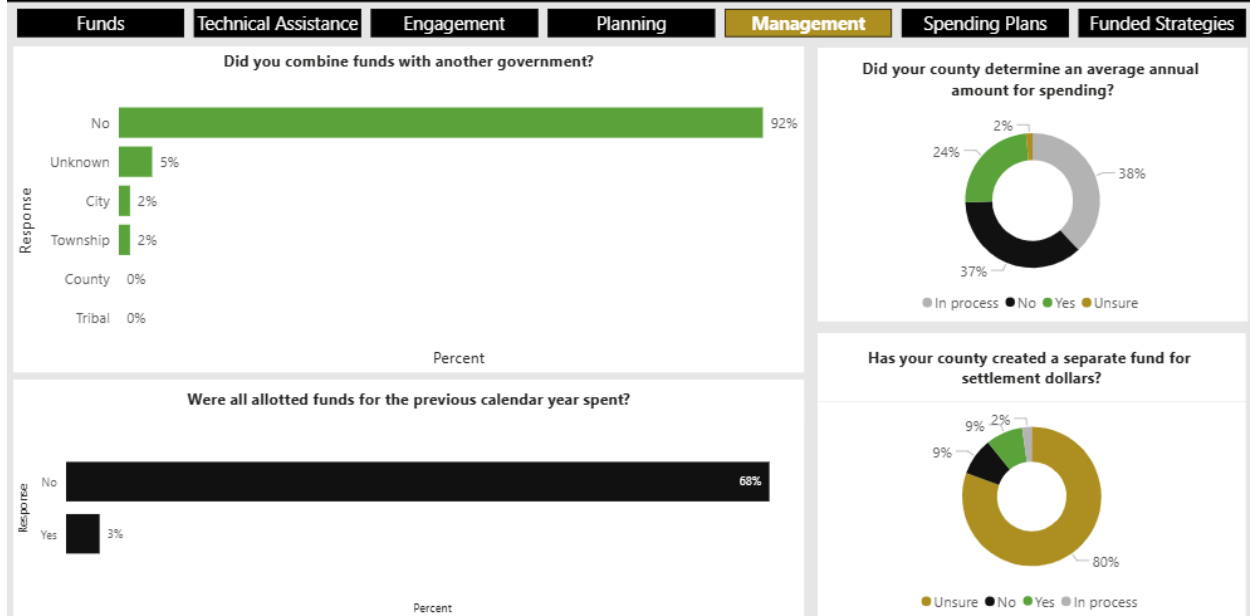 Funds
Technical Assistance
Engagement
Planning
Management
Spending Plans
Funded Strategies
Did you combine funds with another government?
Response
No
92%
Unknown
5%
City
2%
Township
2%
County
0%
Tribal
0%
Percent
Did your county determine an average annual
amount for spending?
2%
24%
38%
37%
In process No Yes Unsure
Were all allotted funds for the previous calendar year spent?
Response
No
68%
Yes
3%
Percent
Has your county created a separate fund for
settlement dollars?
2%
9%
9%
80%
Unsure No Yes In process